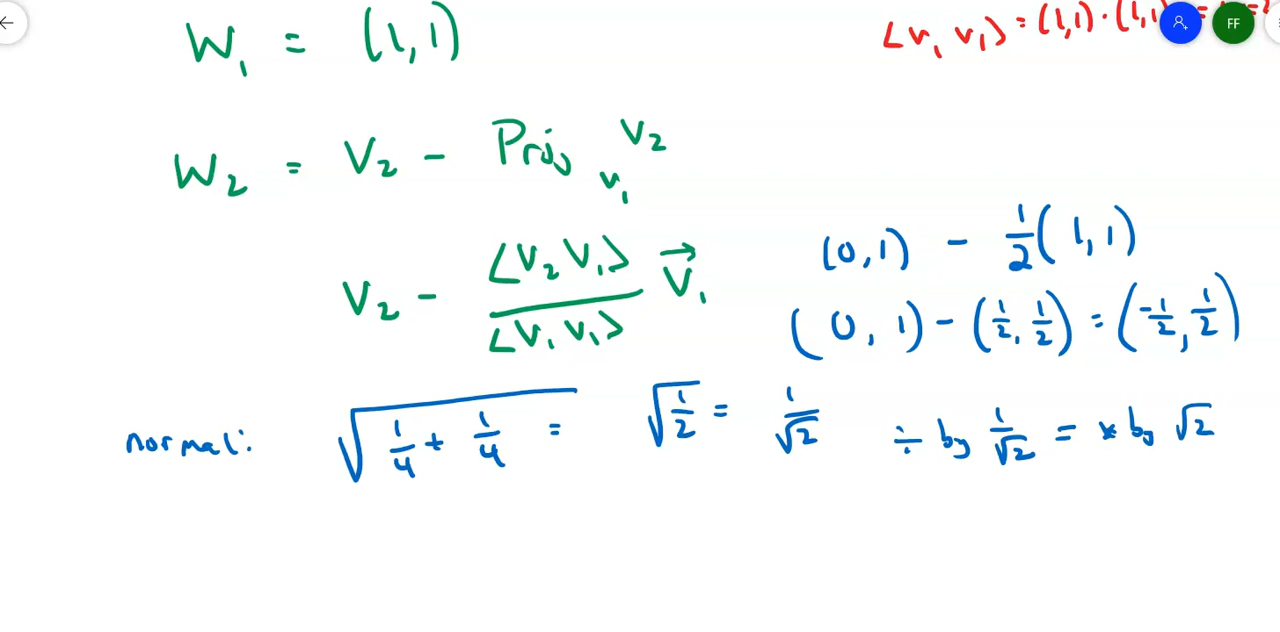 W₁ = (1,1)
<v₁ v₁> = (1,1) · (1,1)
FF
W₂ = V₂ - Proj v₁ V₂
V₂ - <V₂ V₁> / <V₁ V₁> V₁→
(0,1) - 1/2 (1,1)
(0,1) - (1/2, 1/2) = (-1/2, 1/2)
normal: √(1/4 + 1/4) = √(1/2) = 1/√2 ÷ by 1/√2 = * by √2